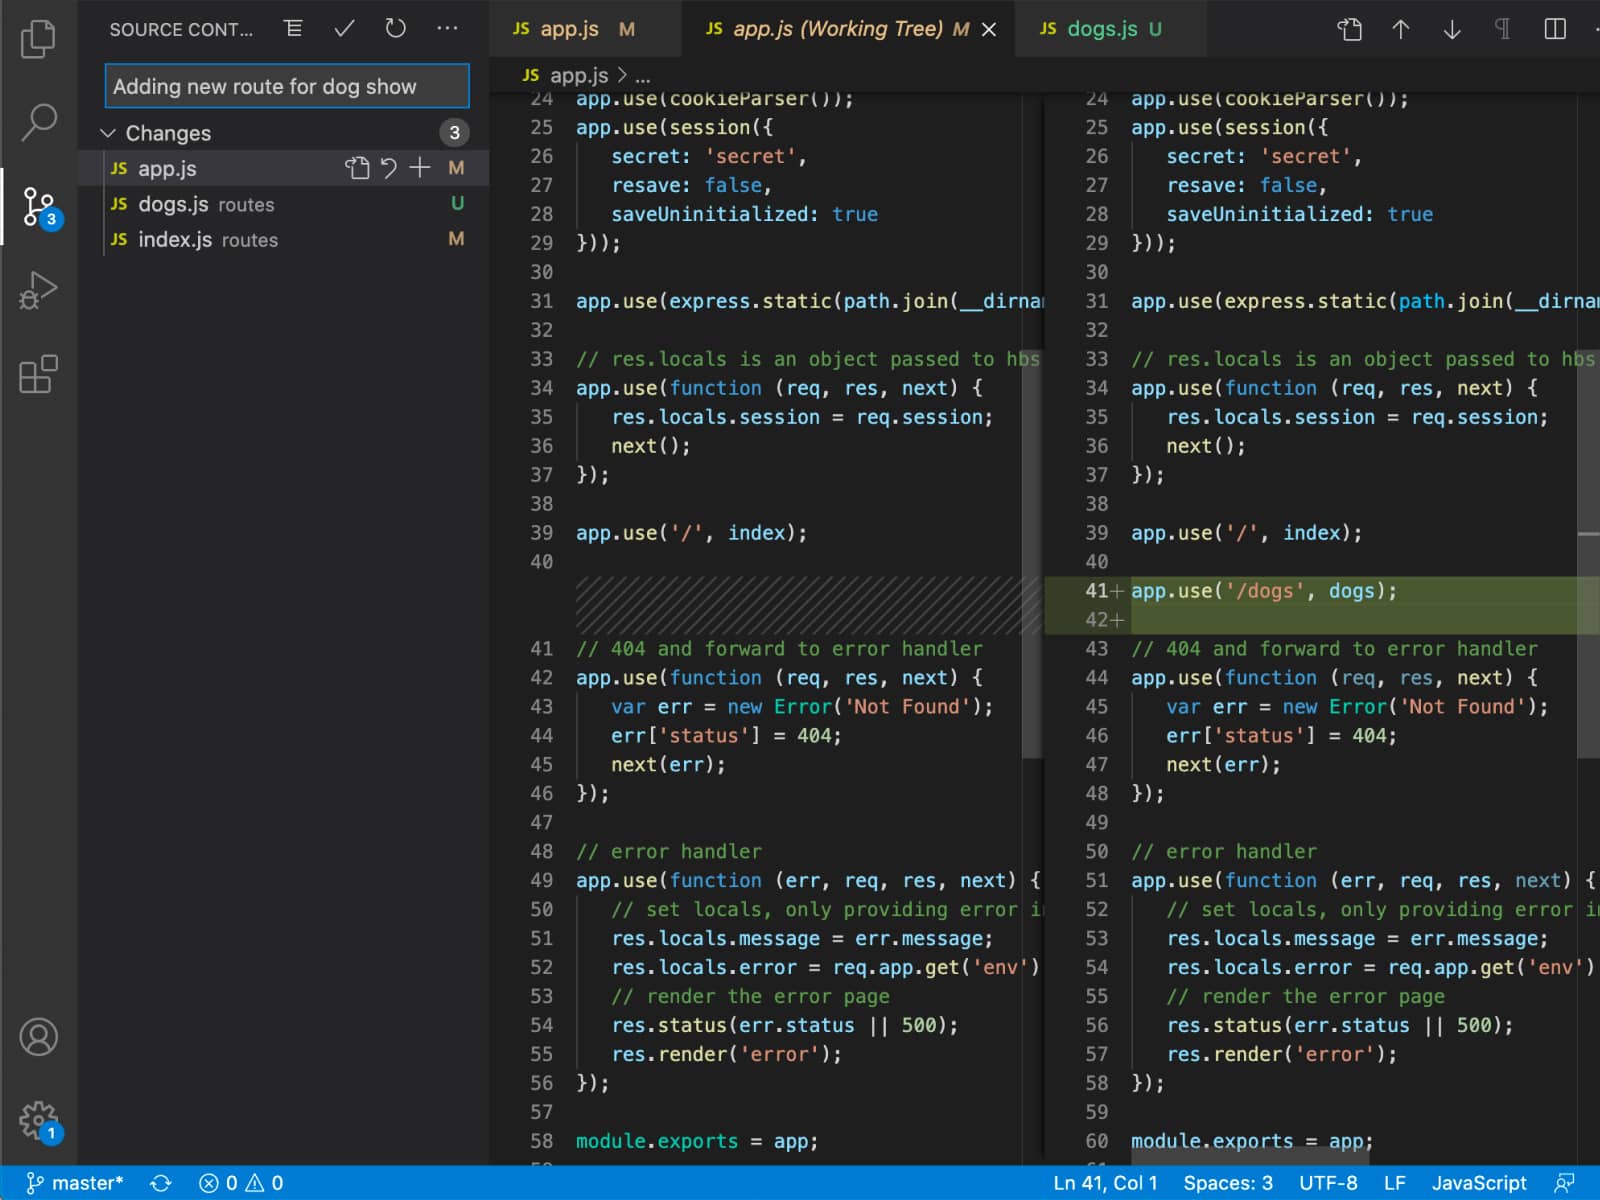 SOURCE CONT...
JS app.js M
JS app.js (Working Tree) M
JS dogs.js U
Adding new route for dog show
Changes 3
JS app.js M
JS dogs.js routes U
JS index.js routes M
3
1
JS app.js > ...
24 app.use(cookieParser());
25 app.use(session({
26 secret: 'secret',
27 resave: false,
28 saveUninitialized: true
29 }));
30
31 app.use(express.static(path.join(__dirna
32
33 // res.locals is an object passed to hbs
34 app.use(function (req, res, next) {
35 res.locals.session = req.session;
36 next();
37 });
38
39 app.use('/', index);
40
41 // 404 and forward to error handler
42 app.use(function (req, res, next) {
43 var err = new Error('Not Found');
44 err['status'] = 404;
45 next(err);
46 });
47
48 // error handler
49 app.use(function (err, req, res, next) {
50 // set locals, only providing error i
51 res.locals.message = err.message;
52 res.locals.error = req.app.get('env')
53 // render the error page
54 res.status(err.status || 500);
55 res.render('error');
56 });
57
58 module.exports = app;
24 app.use(cookieParser());
25 app.use(session({
26 secret: 'secret',
27 resave: false,
28 saveUninitialized: true
29 }));
30
31 app.use(express.static(path.join(__dirna
32
33 // res.locals is an object passed to hbs
34 app.use(function (req, res, next) {
35 res.locals.session = req.session;
36 next();
37 });
38
39 app.use('/', index);
40
41+ app.use('/dogs', dogs);
42+
43 // 404 and forward to error handler
44 app.use(function (req, res, next) {
45 var err = new Error('Not Found');
46 err['status'] = 404;
47 next(err);
48 });
49
50 // error handler
51 app.use(function (err, req, res, next) {
52 // set locals, only providing error i
53 res.locals.message = err.message;
54 res.locals.error = req.app.get('env')
55 // render the error page
56 res.status(err.status || 500);
57 res.render('error');
58 });
59
60 module.exports = app;
master* 0 0 Ln 41, Col 1 Spaces: 3 UTF-8 LF JavaScript